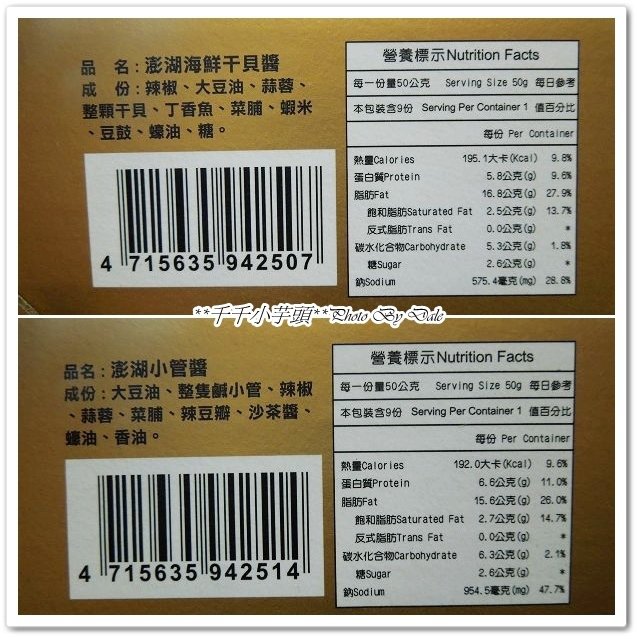 品　名：澎湖海鮮干貝醬
成　份：辣椒、大豆油、蒜蓉、
整顆干貝、丁香魚、菜脯、蝦米
、豆鼓、蠔油、糖。
4 715635 942507
營養標示Nutrition Facts
每一份量50公克 Serving Size 50g 每日參考
本包裝含9份 Serving Per Container 1 值百分比
每份 Per Container
熱量Calories 195.1大卡(Kcal) 9.8%
蛋白質Protein 5.8公克(g) 9.6%
脂肪Fat 16.8公克(g) 27.9%
飽和脂肪Saturated Fat 2.5公克(g) 13.7%
反式脂肪Trans Fat 0.0公克(g) *
碳水化合物Carbohydrate 5.3公克(g) 1.8%
糖Sugar 2.6公克(g) *
鈉Sodium 575.4毫克(mg) 28.8%
**千千小芋頭**Photo By Dale
品名：澎湖小管醬
成份：大豆油、整隻鹹小管、辣椒
、蒜蓉、菜脯、辣豆瓣、沙茶醬、
蠔油、香油。
4 715635 942514
營養標示Nutrition Facts
每一份量50公克 Serving Size 50g 每日參考
本包裝含9份 Serving Per Container 1 值百分比
每份 Per Container
熱量Calories 192.0大卡(Kcal) 9.6%
蛋白質Protein 6.6公克(g) 11.0%
脂肪Fat 15.6公克(g) 26.0%
飽和脂肪Saturated Fat 2.7公克(g) 14.7%
反式脂肪Trans Fat 0.0公克(g) *
碳水化合物Carbohydrate 6.3公克(g) 2.1%
糖Sugar 2.6公克(g) *
鈉Sodium 954.5毫克(mg) 47.7%